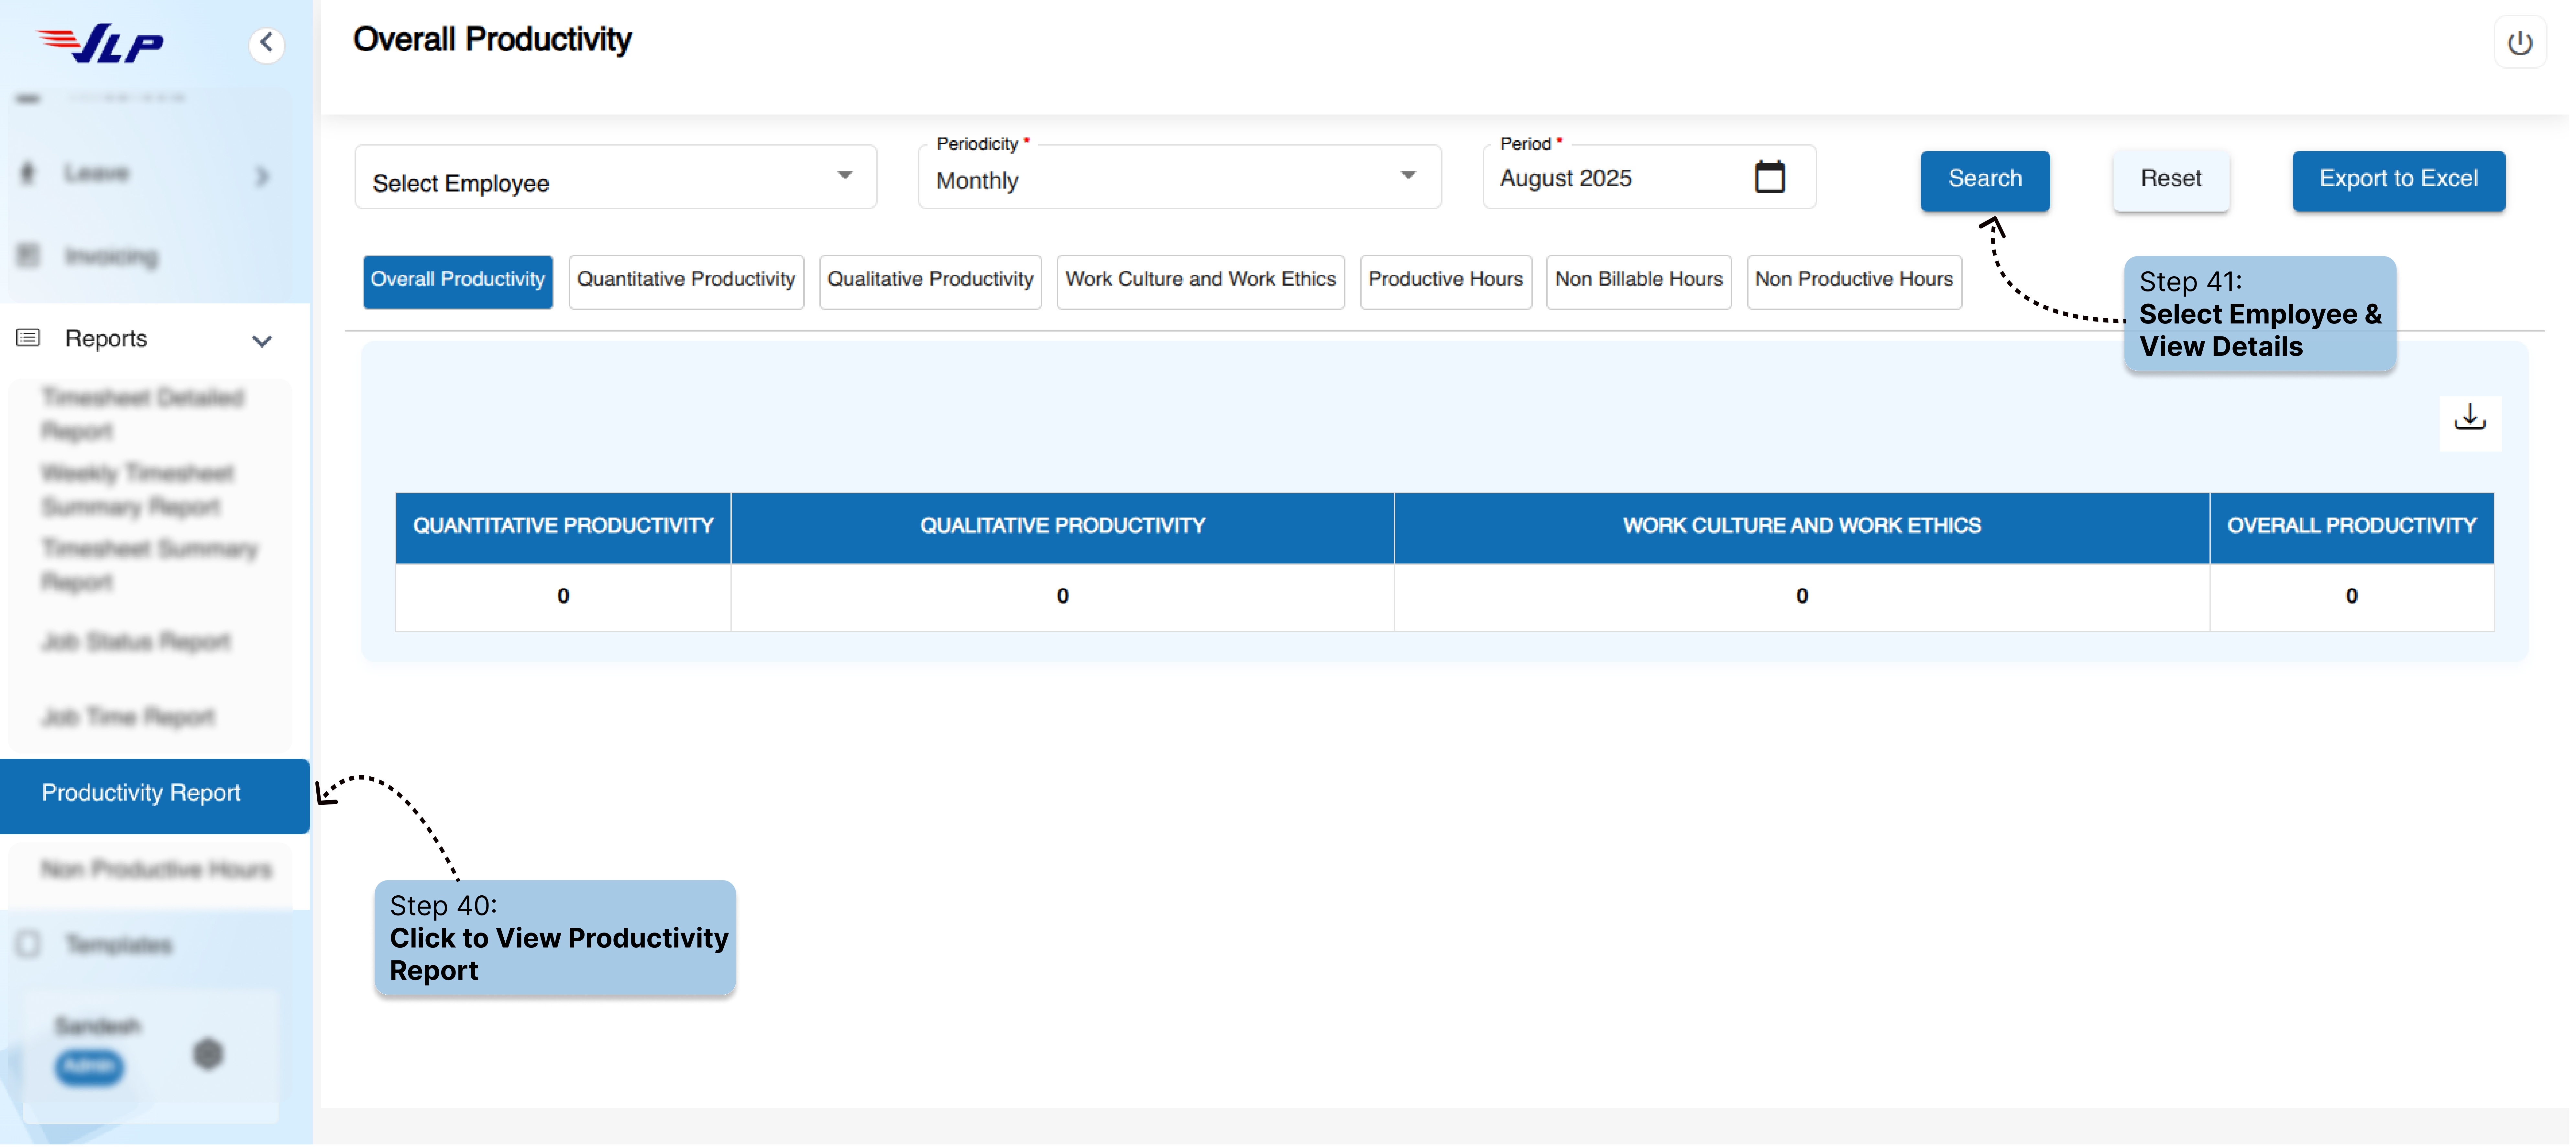 VLP
Overall Productivity
Leave
Invoicing
Reports
Timesheet Detailed
Report
Weekly Timesheet
Summary Report
Timesheet Summary
Report
Job Status Report
Job Time Report
Productivity Report
Non Productive Hours
Templates
Sandesh
Admin
Select Employee
Periodicity *
Monthly
Period *
August 2025
Search
Reset
Export to Excel
Overall Productivity
Quantitative Productivity
Qualitative Productivity
Work Culture and Work Ethics
Productive Hours
Non Billable Hours
Non Productive Hours
Step 41:
Select Employee &
View Details
QUANTITATIVE PRODUCTIVITY
QUALITATIVE PRODUCTIVITY
WORK CULTURE AND WORK ETHICS
OVERALL PRODUCTIVITY
0
0
0
0
Step 40:
Click to View Productivity
Report